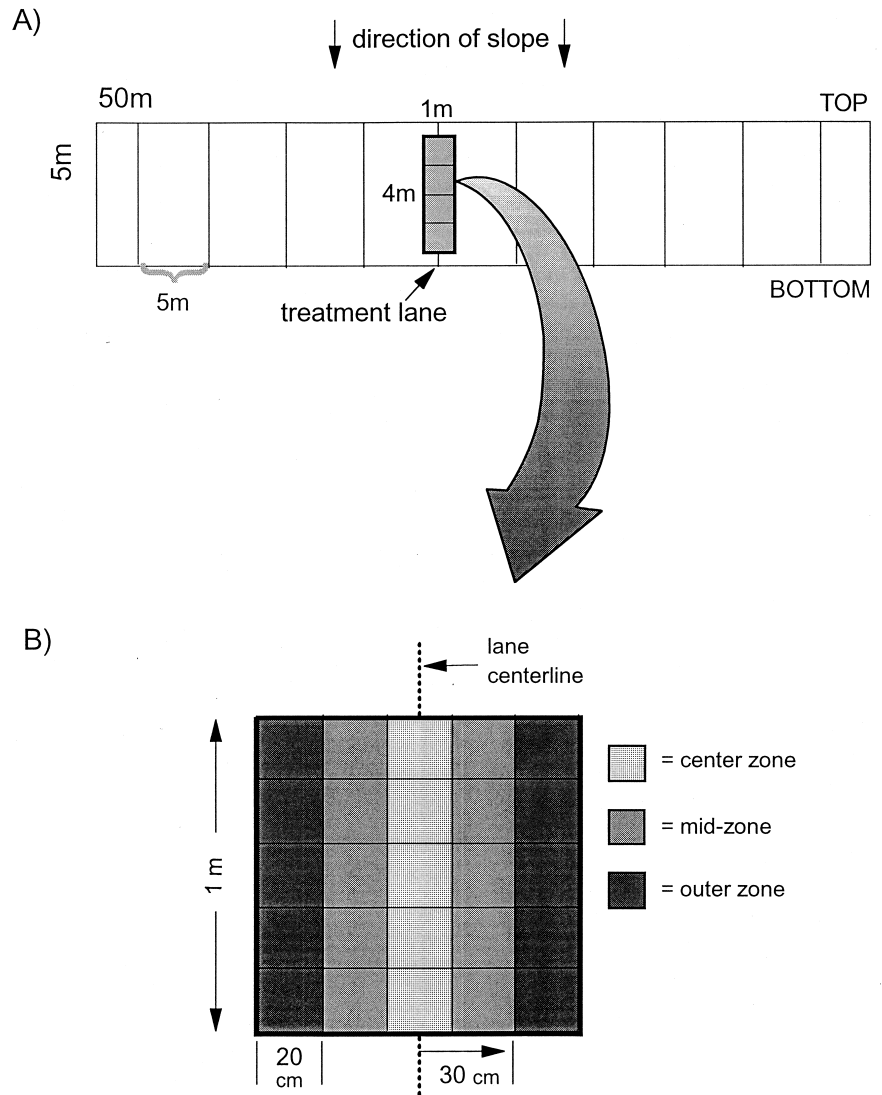 A)
direction of slope
50m
1m
TOP
5m
4m
5m
BOTTOM
treatment lane
B)
lane
centerline
= center zone
= mid-zone
= outer zone
1 m
20
cm
30 cm